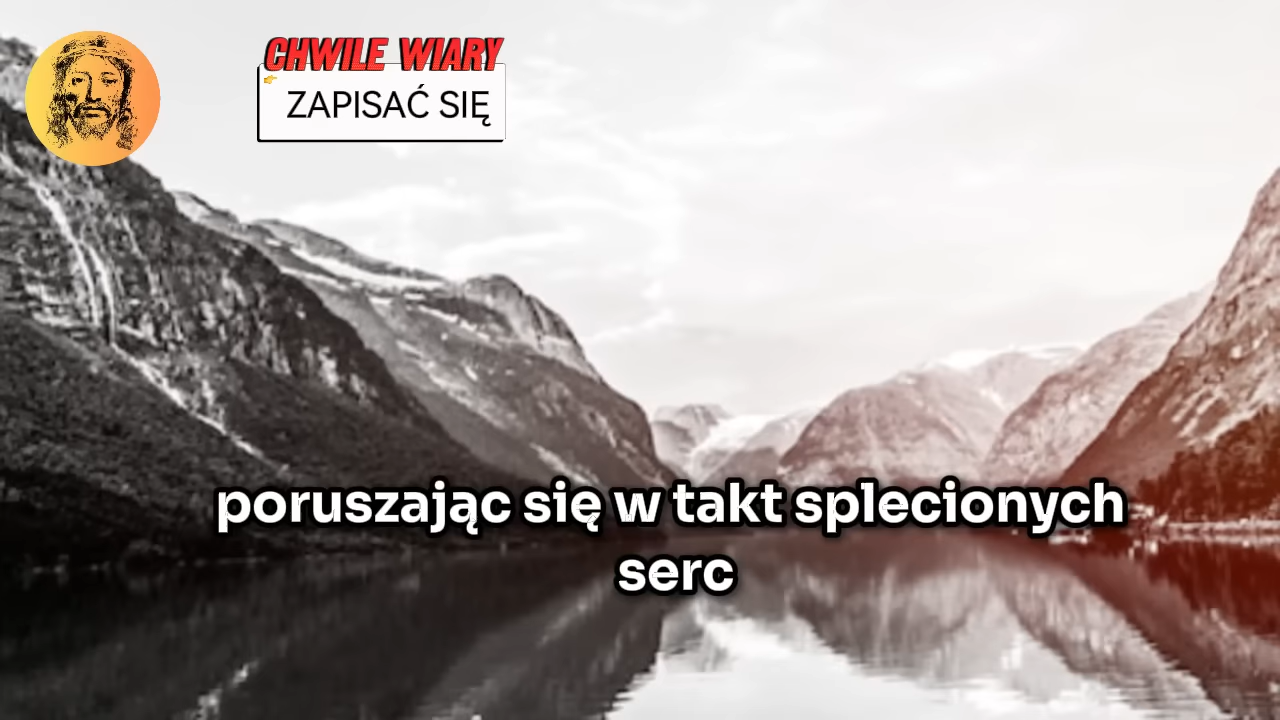 CHWILE WIARY
ZAPISAĆ SIĘ
poruszając się w takt splecionych
serc